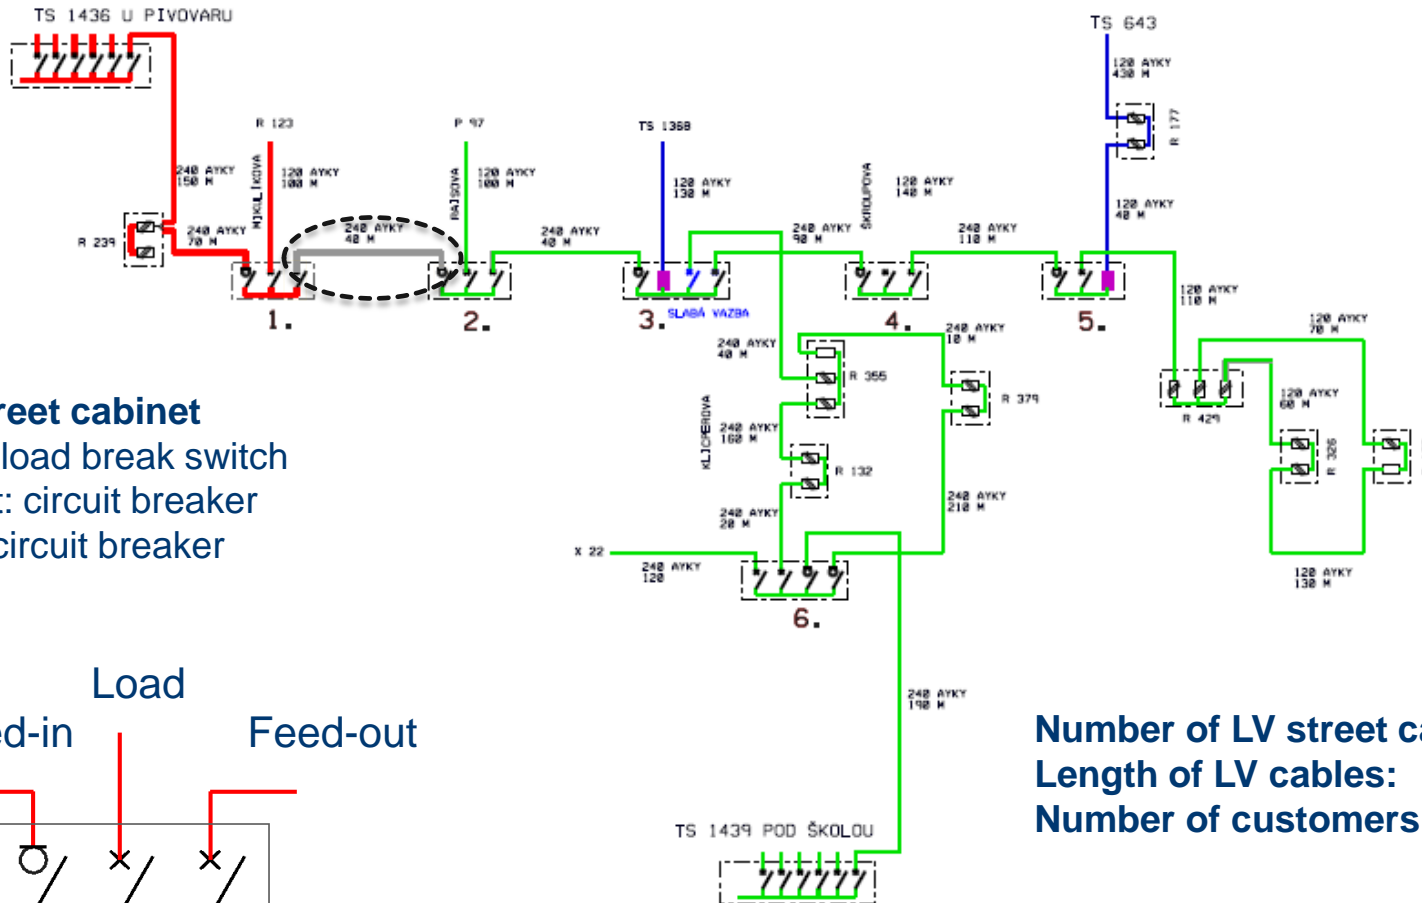 TS 1436 U PIVOVARU
TS 643
120 AYKY
430 M
R 177
R 123
P 97
TS 1368
240 AYKY
150 M
MIKULÍKOVA
120 AYKY
100 M
RAISOVA
120 AYKY
100 M
120 AYKY
130 M
ŠKROUPOVA
120 AYKY
140 M
120 AYKY
40 M
R 239
240 AYKY
70 M
240 AYKY
40 M
240 AYKY
40 M
240 AYKY
90 M
240 AYKY
110 M
1.
2.
3.
SLABÁ VAZBA
4.
5.
120 AYKY
110 M
120 AYKY
70 M
240 AYKY
40 M
R 355
240 AYKY
10 M
R 379
R 429
120 AYKY
60 M
R 326
KLICPEROVA
240 AYKY
160 M
R 132
240 AYKY
20 M
240 AYKY
210 M
X 22
240 AYKY
120
6.
120 AYKY
130 M
reet cabinet
load break switch
: circuit breaker
circuit breaker
Load
ed-in
Feed-out
240 AYKY
190 M
TS 1439 POD ŠKOLOU
Number of LV street ca
Length of LV cables:
Number of customers